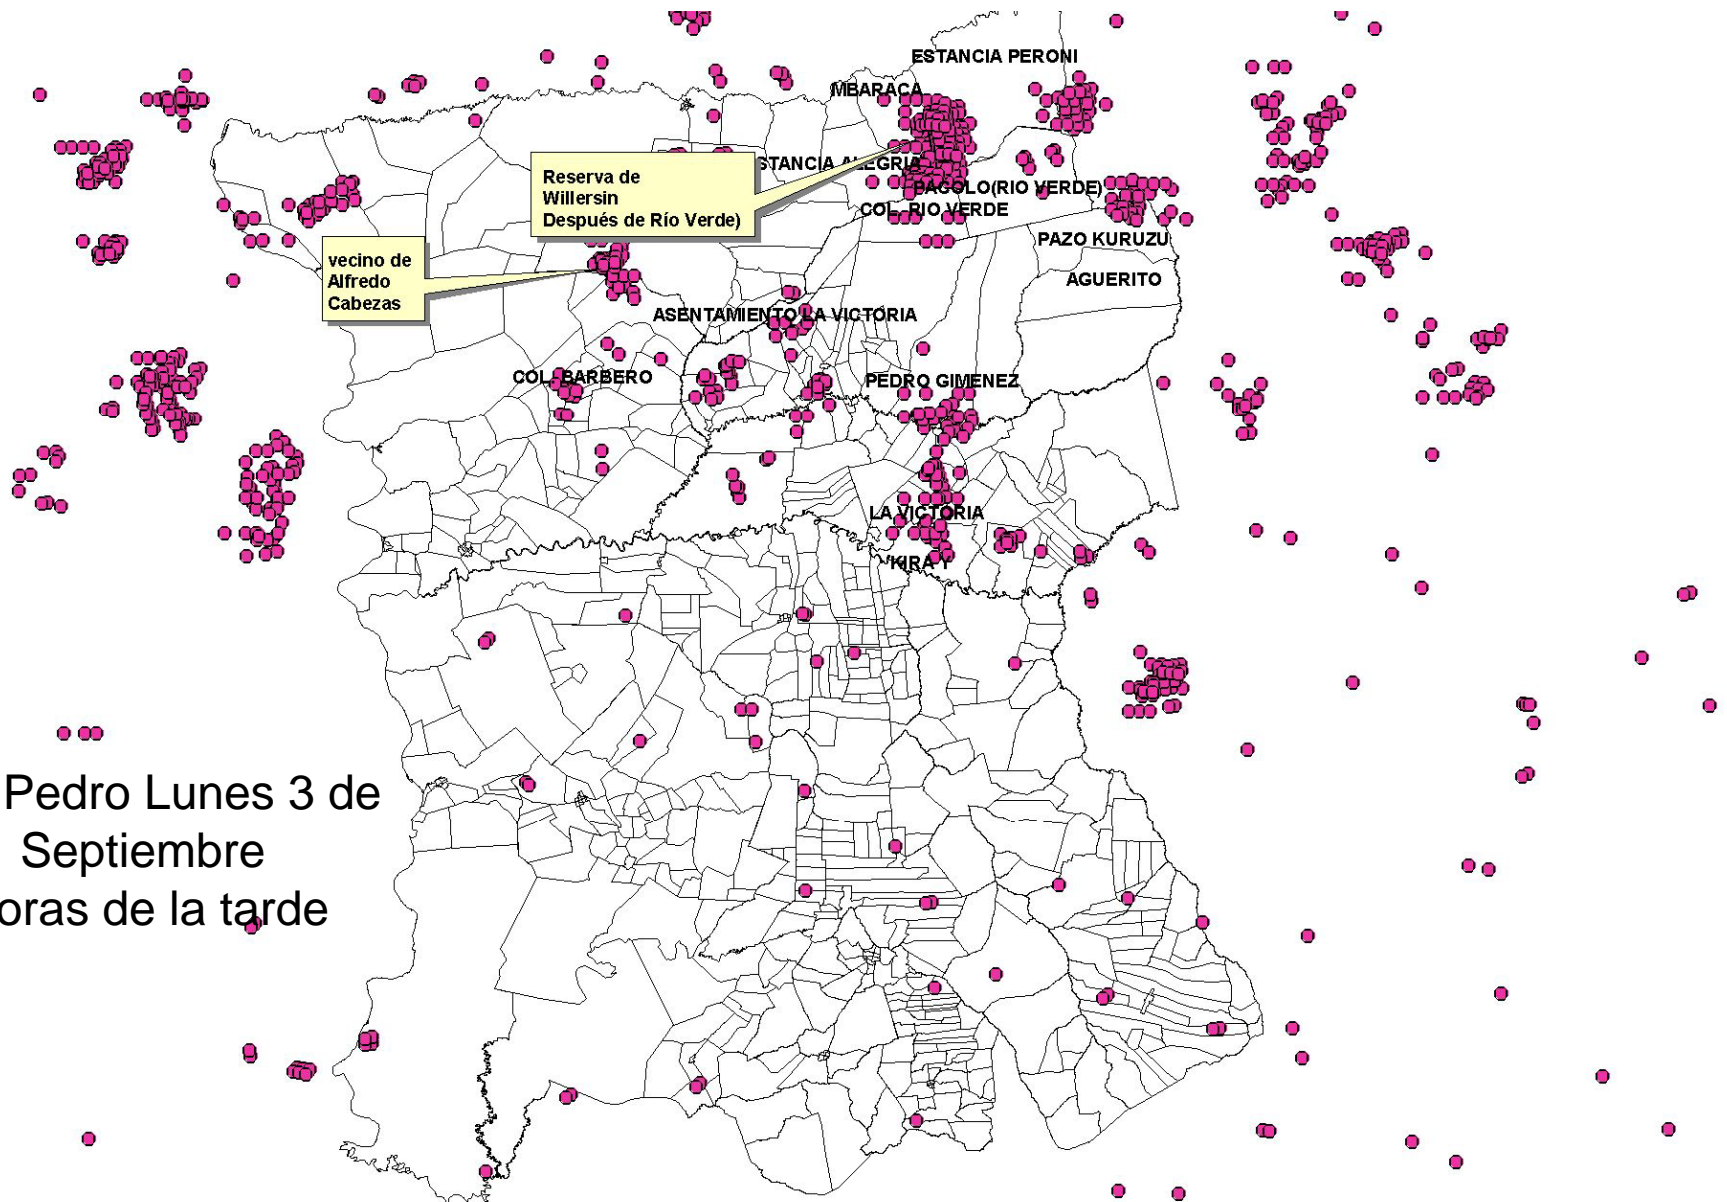 ESTANCIA PERONI
MBARACA
STANCIA ALEGRIA
Reserva de
Willersin
Después de Río Verde)
PACOLO(RIO VERDE)
COL. RIO VERDE
PAZO KURUZU
vecino de
Alfredo
Cabezas
AGUERITO
ASENTAMIENTO LA VICTORIA
COL. BARBERO
PEDRO GIMENEZ
LA VICTORIA
KIRA Y
Pedro Lunes 3 de
Septiembre
oras de la tarde